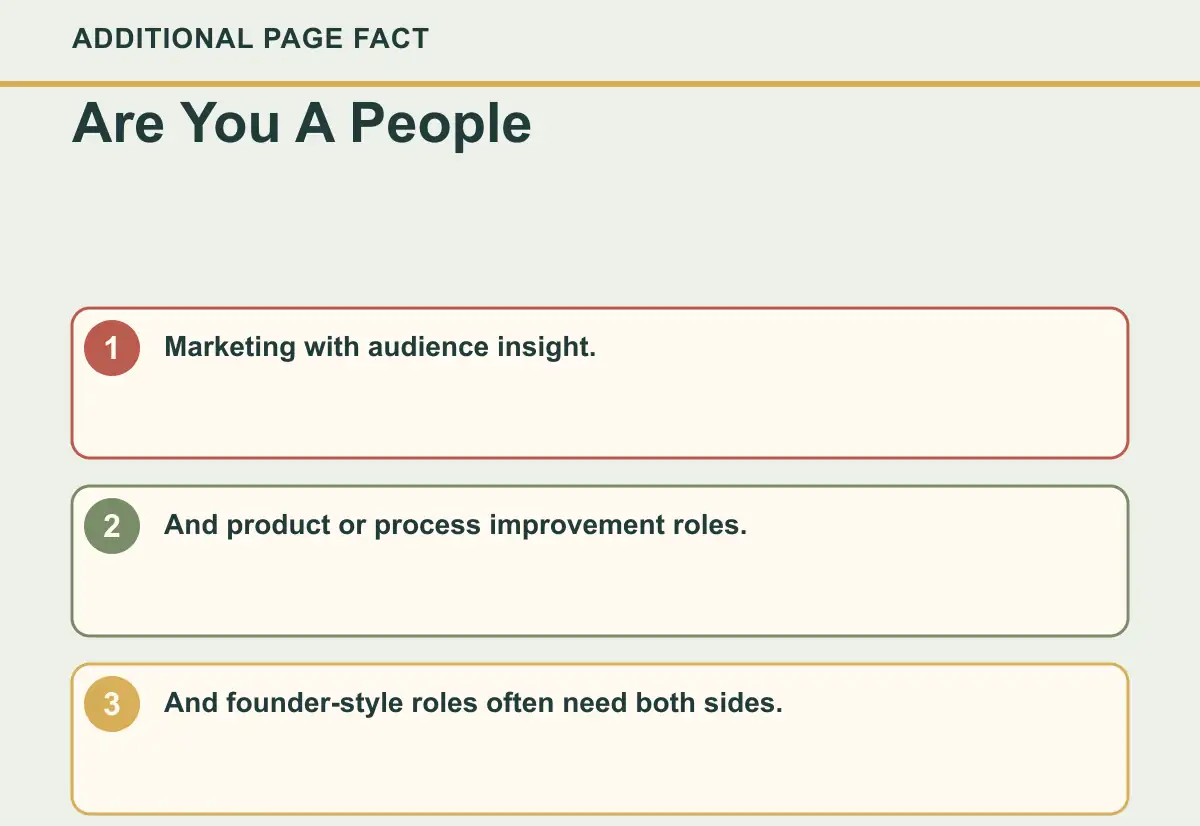 ADDITIONAL PAGE FACT
Are You A People
1 Marketing with audience insight.
2 And product or process improvement roles.
3 And founder-style roles often need both sides.